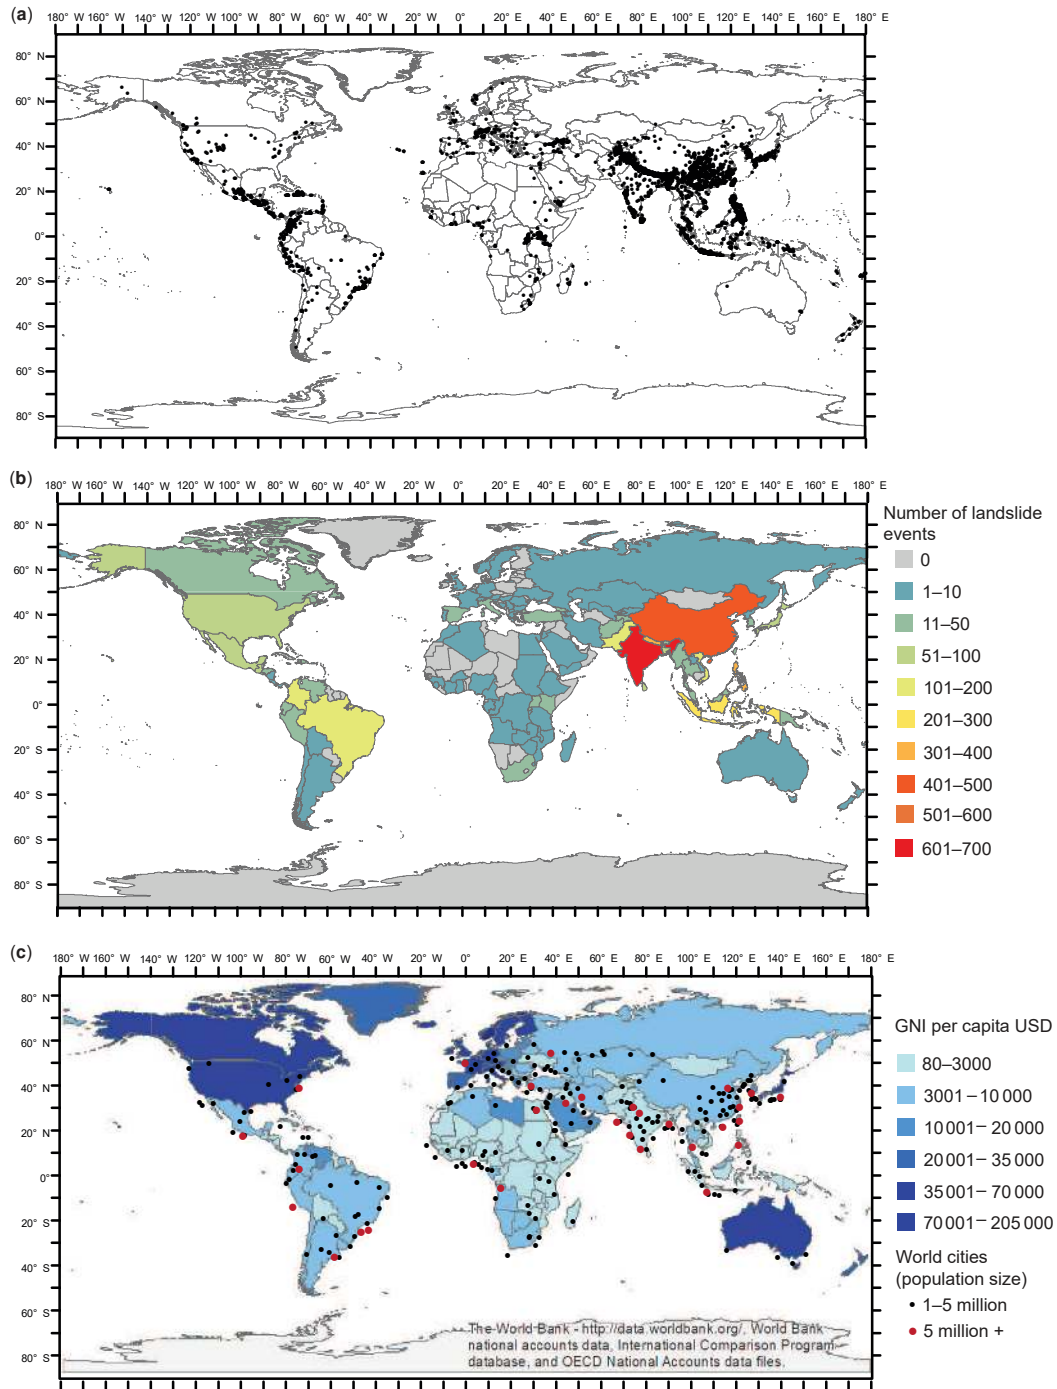 (a)
180° W 160° W 140° W 120° W 100° W 80° W 60° W 40° W 20° W 0° 20° E 40° E 60° E 80° E 100° E 120° E 140° E 160° E 180° E
80° N
60° N
40° N
20° N
0°
20° S
40° S
60° S
80° S
(b)
180° W 160° W 140° W 120° W 100° W 80° W 60° W 40° W 20° W 0° 20° E 40° E 60° E 80° E 100° E 120° E 140° E 160° E 180° E
80° N
60° N
40° N
20° N
0°
20° S
40° S
60° S
80° S
Number of landslide
events
0
1–10
11–50
51–100
101–200
201–300
301–400
401–500
501–600
601–700
(c)
180° W 160° W 140° W 120° W 100° W 80° W 60° W 40° W 20° W 0° 20° E 40° E 60° E 80° E 100° E 120° E 140° E 160° E 180° E
80° N
60° N
40° N
20° N
0°
20° S
40° S
60° S
80° S
GNI per capita USD
80–3000
3001–10 000
10 001–20 000
20 001–35 000
35 001–70 000
70 001–205 000
World cities
(population size)
1–5 million
5 million +
The World Bank - http://data.worldbank.org/, World Bank
national accounts data, International Comparison Program
database, and OECD National Accounts data files.